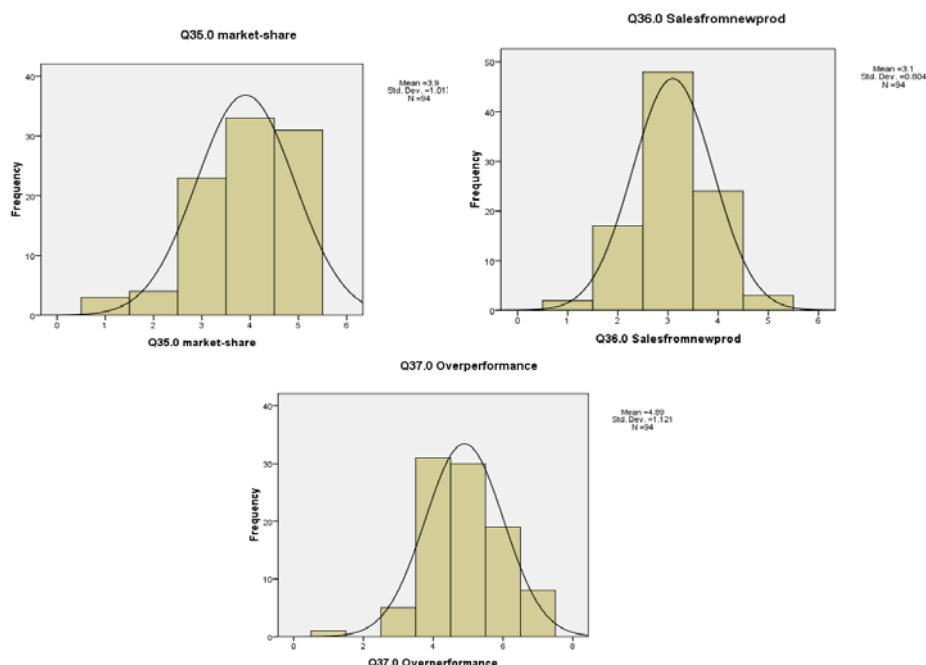 Q35.0 market-share
Mean =3.9
Std. Dev. =1.01
N =94
40
30
20
10
0
Frequency
0 1 2 3 4 5 6
Q35.0 market-share
Q36.0 Salesfromnewprod
Mean =3.1
Std. Dev. =0.804
N =94
50
40
30
20
10
0
Frequency
0 1 2 3 4 5 6
Q36.0 Salesfromnewprod
Q37.0 Overperformance
Mean =4.89
Std. Dev. =1.121
N =94
40
30
20
10
0
Frequency
0 2 4 6 8
Q37.0 Overperformance